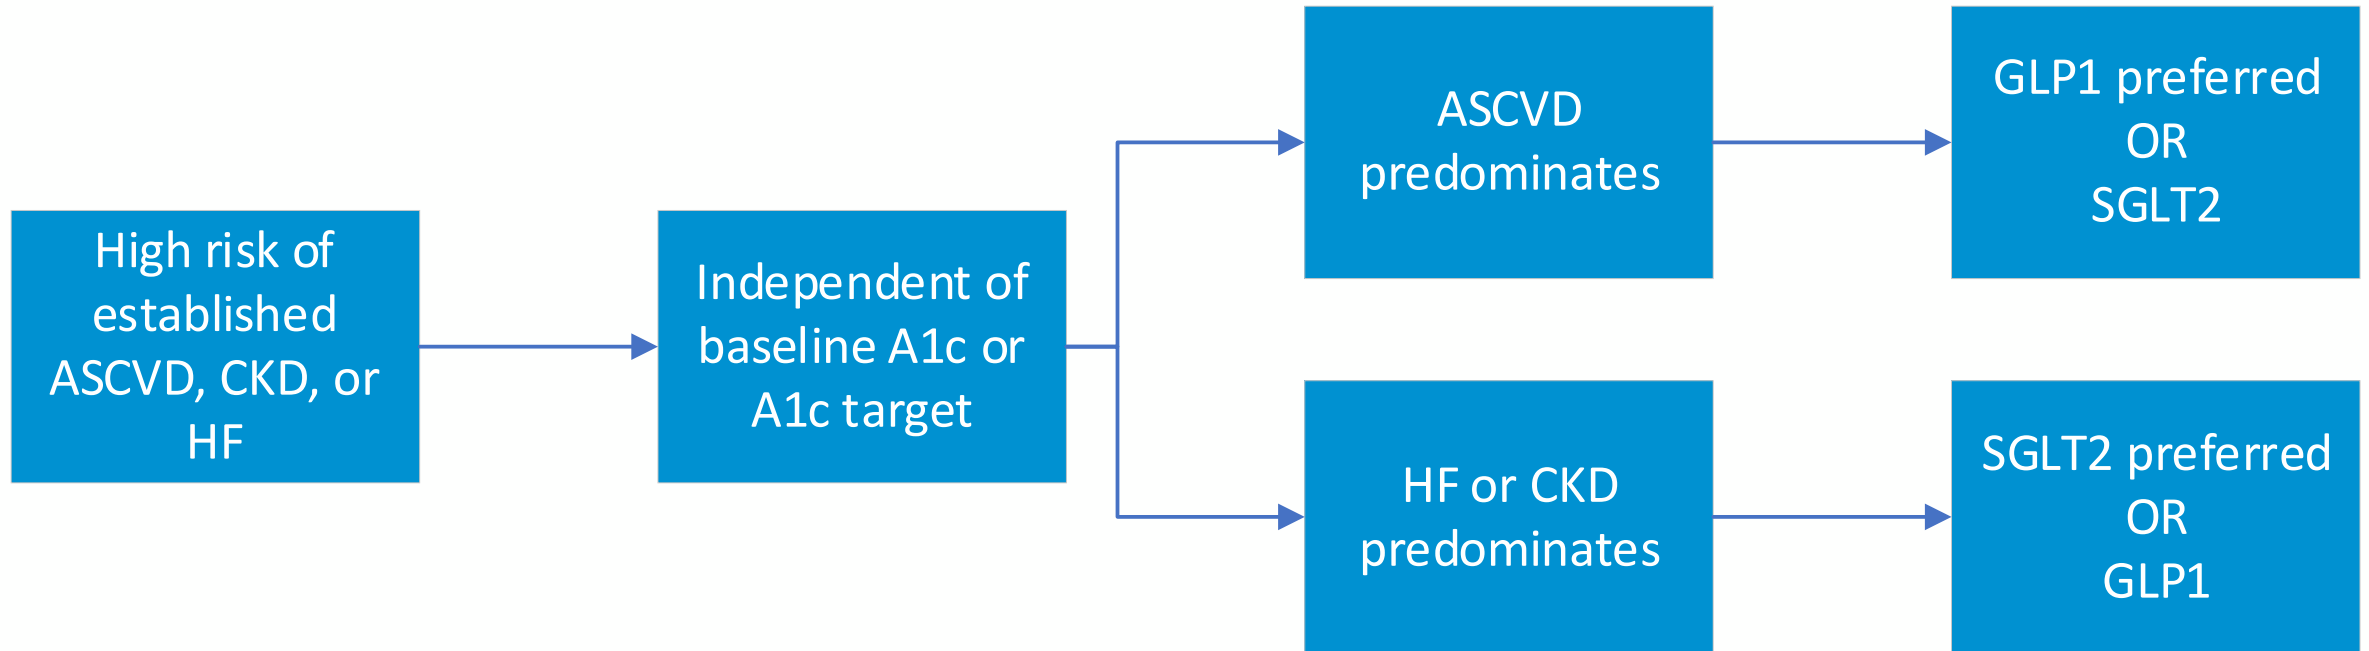 High risk of
established
ASCVD, CKD, or
HF
Independent of
baseline A1c or
A1c target
ASCVD
predominates
GLP1 preferred
OR
SGLT2
HF or CKD
predominates
SGLT2 preferred
OR
GLP1